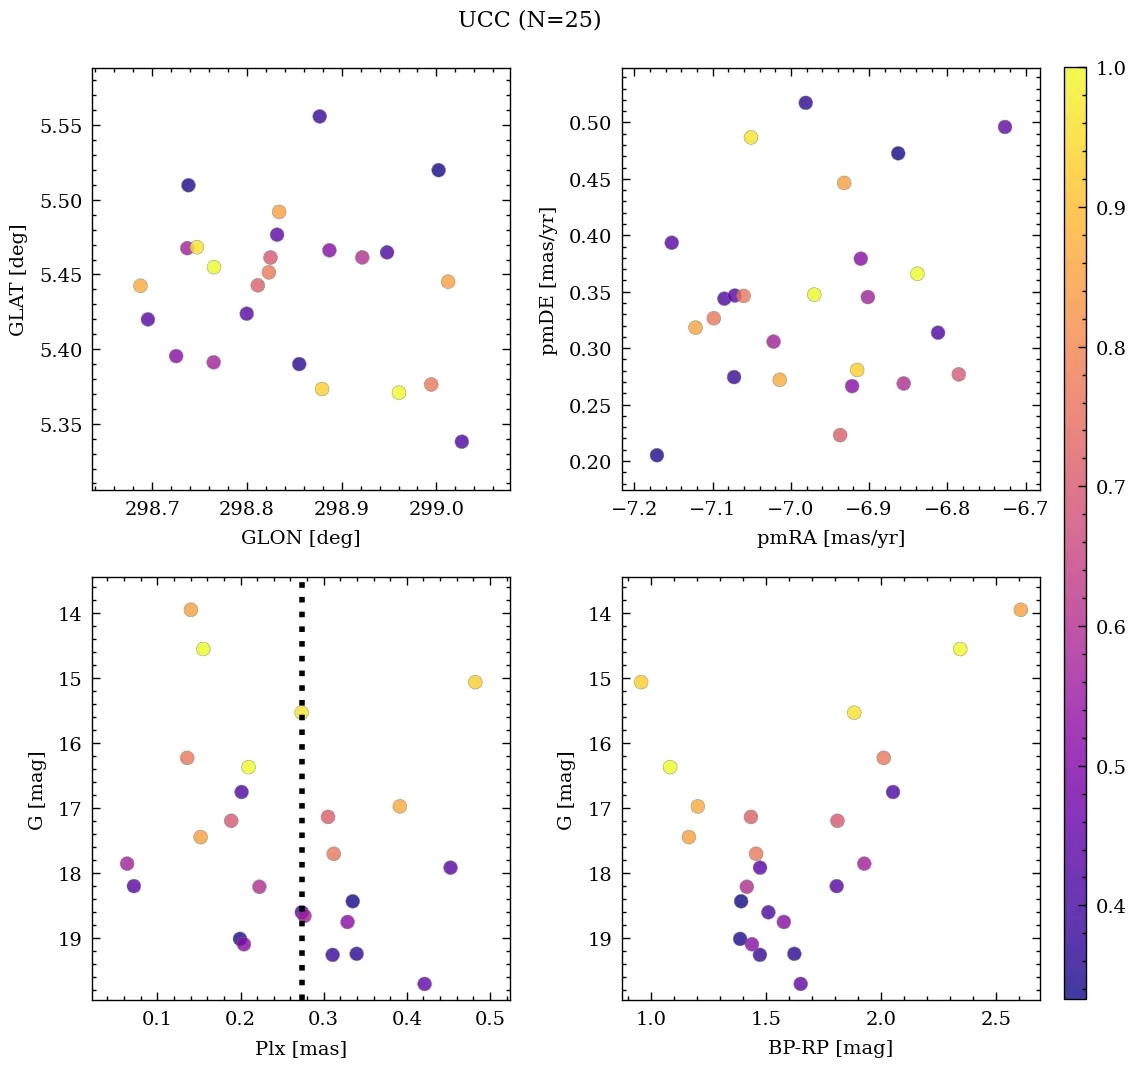 UCC (N=25)
5.55
5.50
5.45
5.40
5.35
GLAT [deg]
298.7 298.8 298.9 299.0
GLON [deg]
0.50
0.45
0.40
0.35
0.30
0.25
0.20
pmDE [mas/yr]
−7.2 −7.1 −7.0 −6.9 −6.8 −6.7
pmRA [mas/yr]
14
15
16
17
18
19
G [mag]
0.1 0.2 0.3 0.4 0.5
Plx [mas]
14
15
16
17
18
19
G [mag]
1.0 1.5 2.0 2.5
BP-RP [mag]
1.0
0.9
0.8
0.7
0.6
0.5
0.4